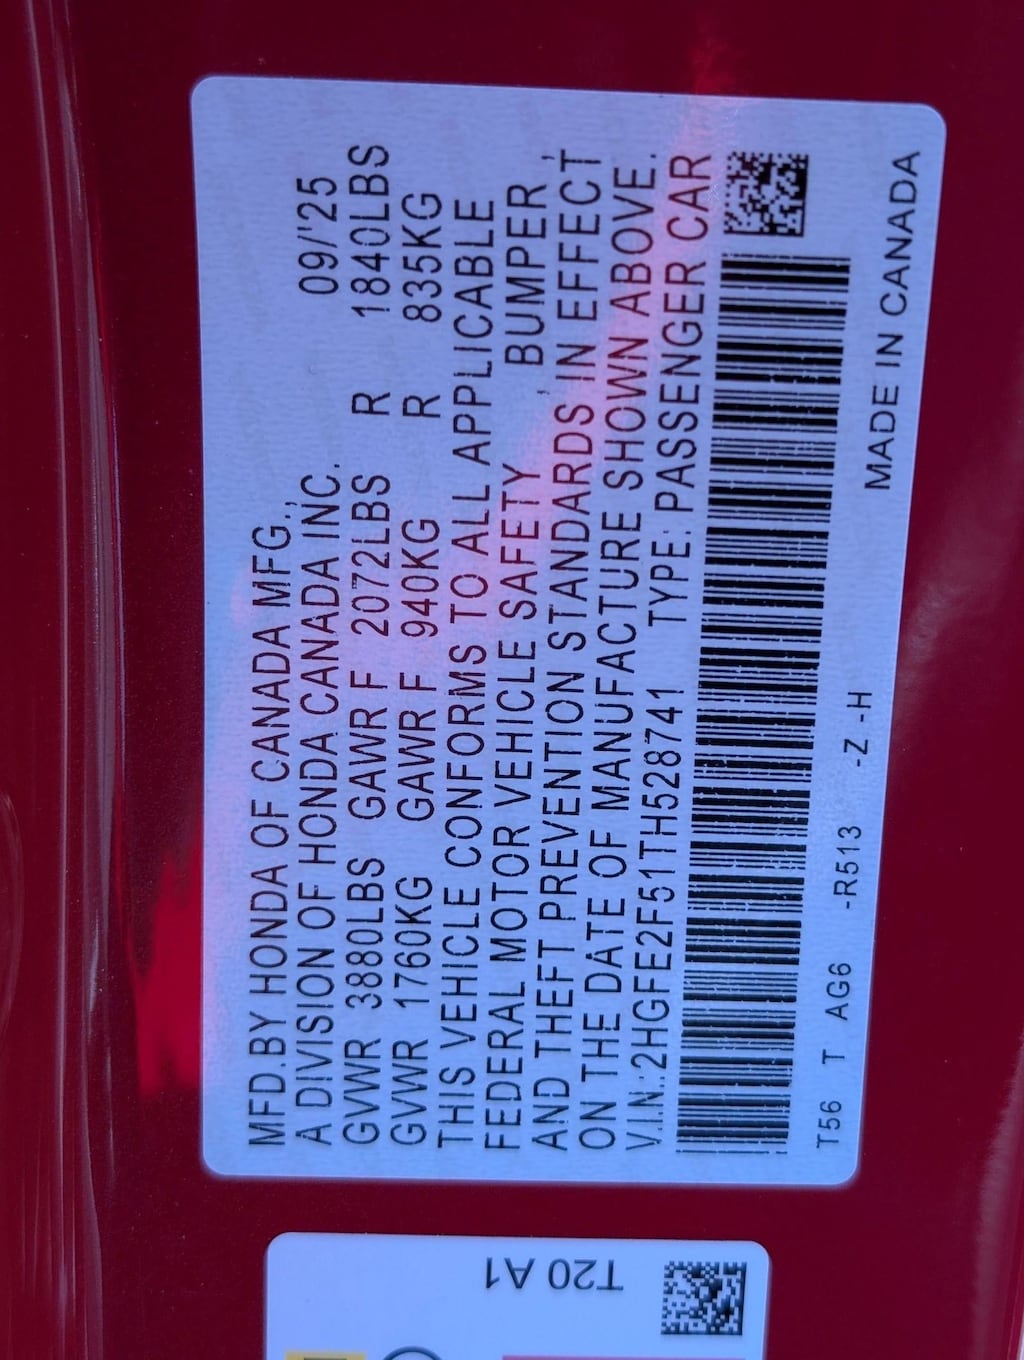 MFD.BY HONDA OF CANADA MFG.,
A DIVISION OF HONDA CANADA INC. 09/'25
GVWR 3880LBS GAWR F 2072LBS R 1840LBS
GVWR 1760KG GAWR F 940KG R 835KG
THIS VEHICLE CONFORMS TO ALL APPLICABLE
FEDERAL MOTOR VEHICLE SAFETY , BUMPER ,
AND THEFT PREVENTION STANDARDS IN EFFECT
ON THE DATE OF MANUFACTURE SHOWN ABOVE.
V.I.N.:2HGFE2F51TH528741 TYPE: PASSENGER CAR
T56 T AG6 -R513 -Z -H MADE IN CANADA
T20 A1